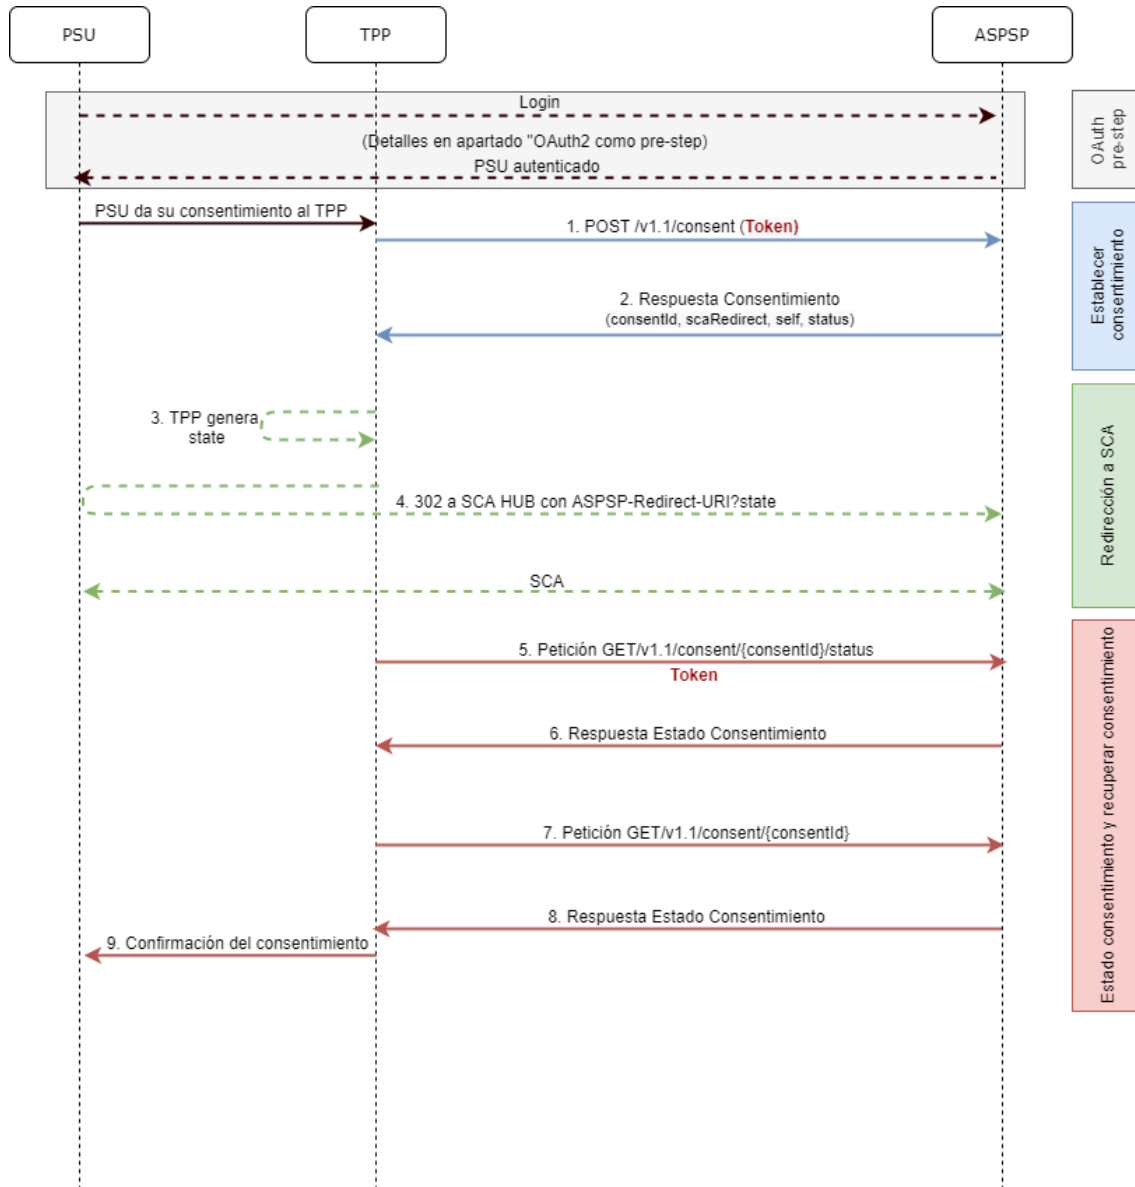 PSU
TPP
ASPSP
Login
(Detalles en apartado "OAuth2 como pre-step)
PSU autenticado
OAuth
pre-step
PSU da su consentimiento al TPP
1. POST /v1.1/consent (Token)
2. Respuesta Consentimiento
(consentId, scaRedirect, self, status)
Establecer
consentimiento
3. TPP genera
state
4. 302 a SCA HUB con ASPSP-Redirect-URI?state
SCA
Redirección a SCA
5. Petición GET/v1.1/consent/{consentId}/status
Token
6. Respuesta Estado Consentimiento
7. Petición GET/v1.1/consent/{consentId}
8. Respuesta Estado Consentimiento
9. Confirmación del consentimiento
Estado consentimiento y recuperar consentimiento